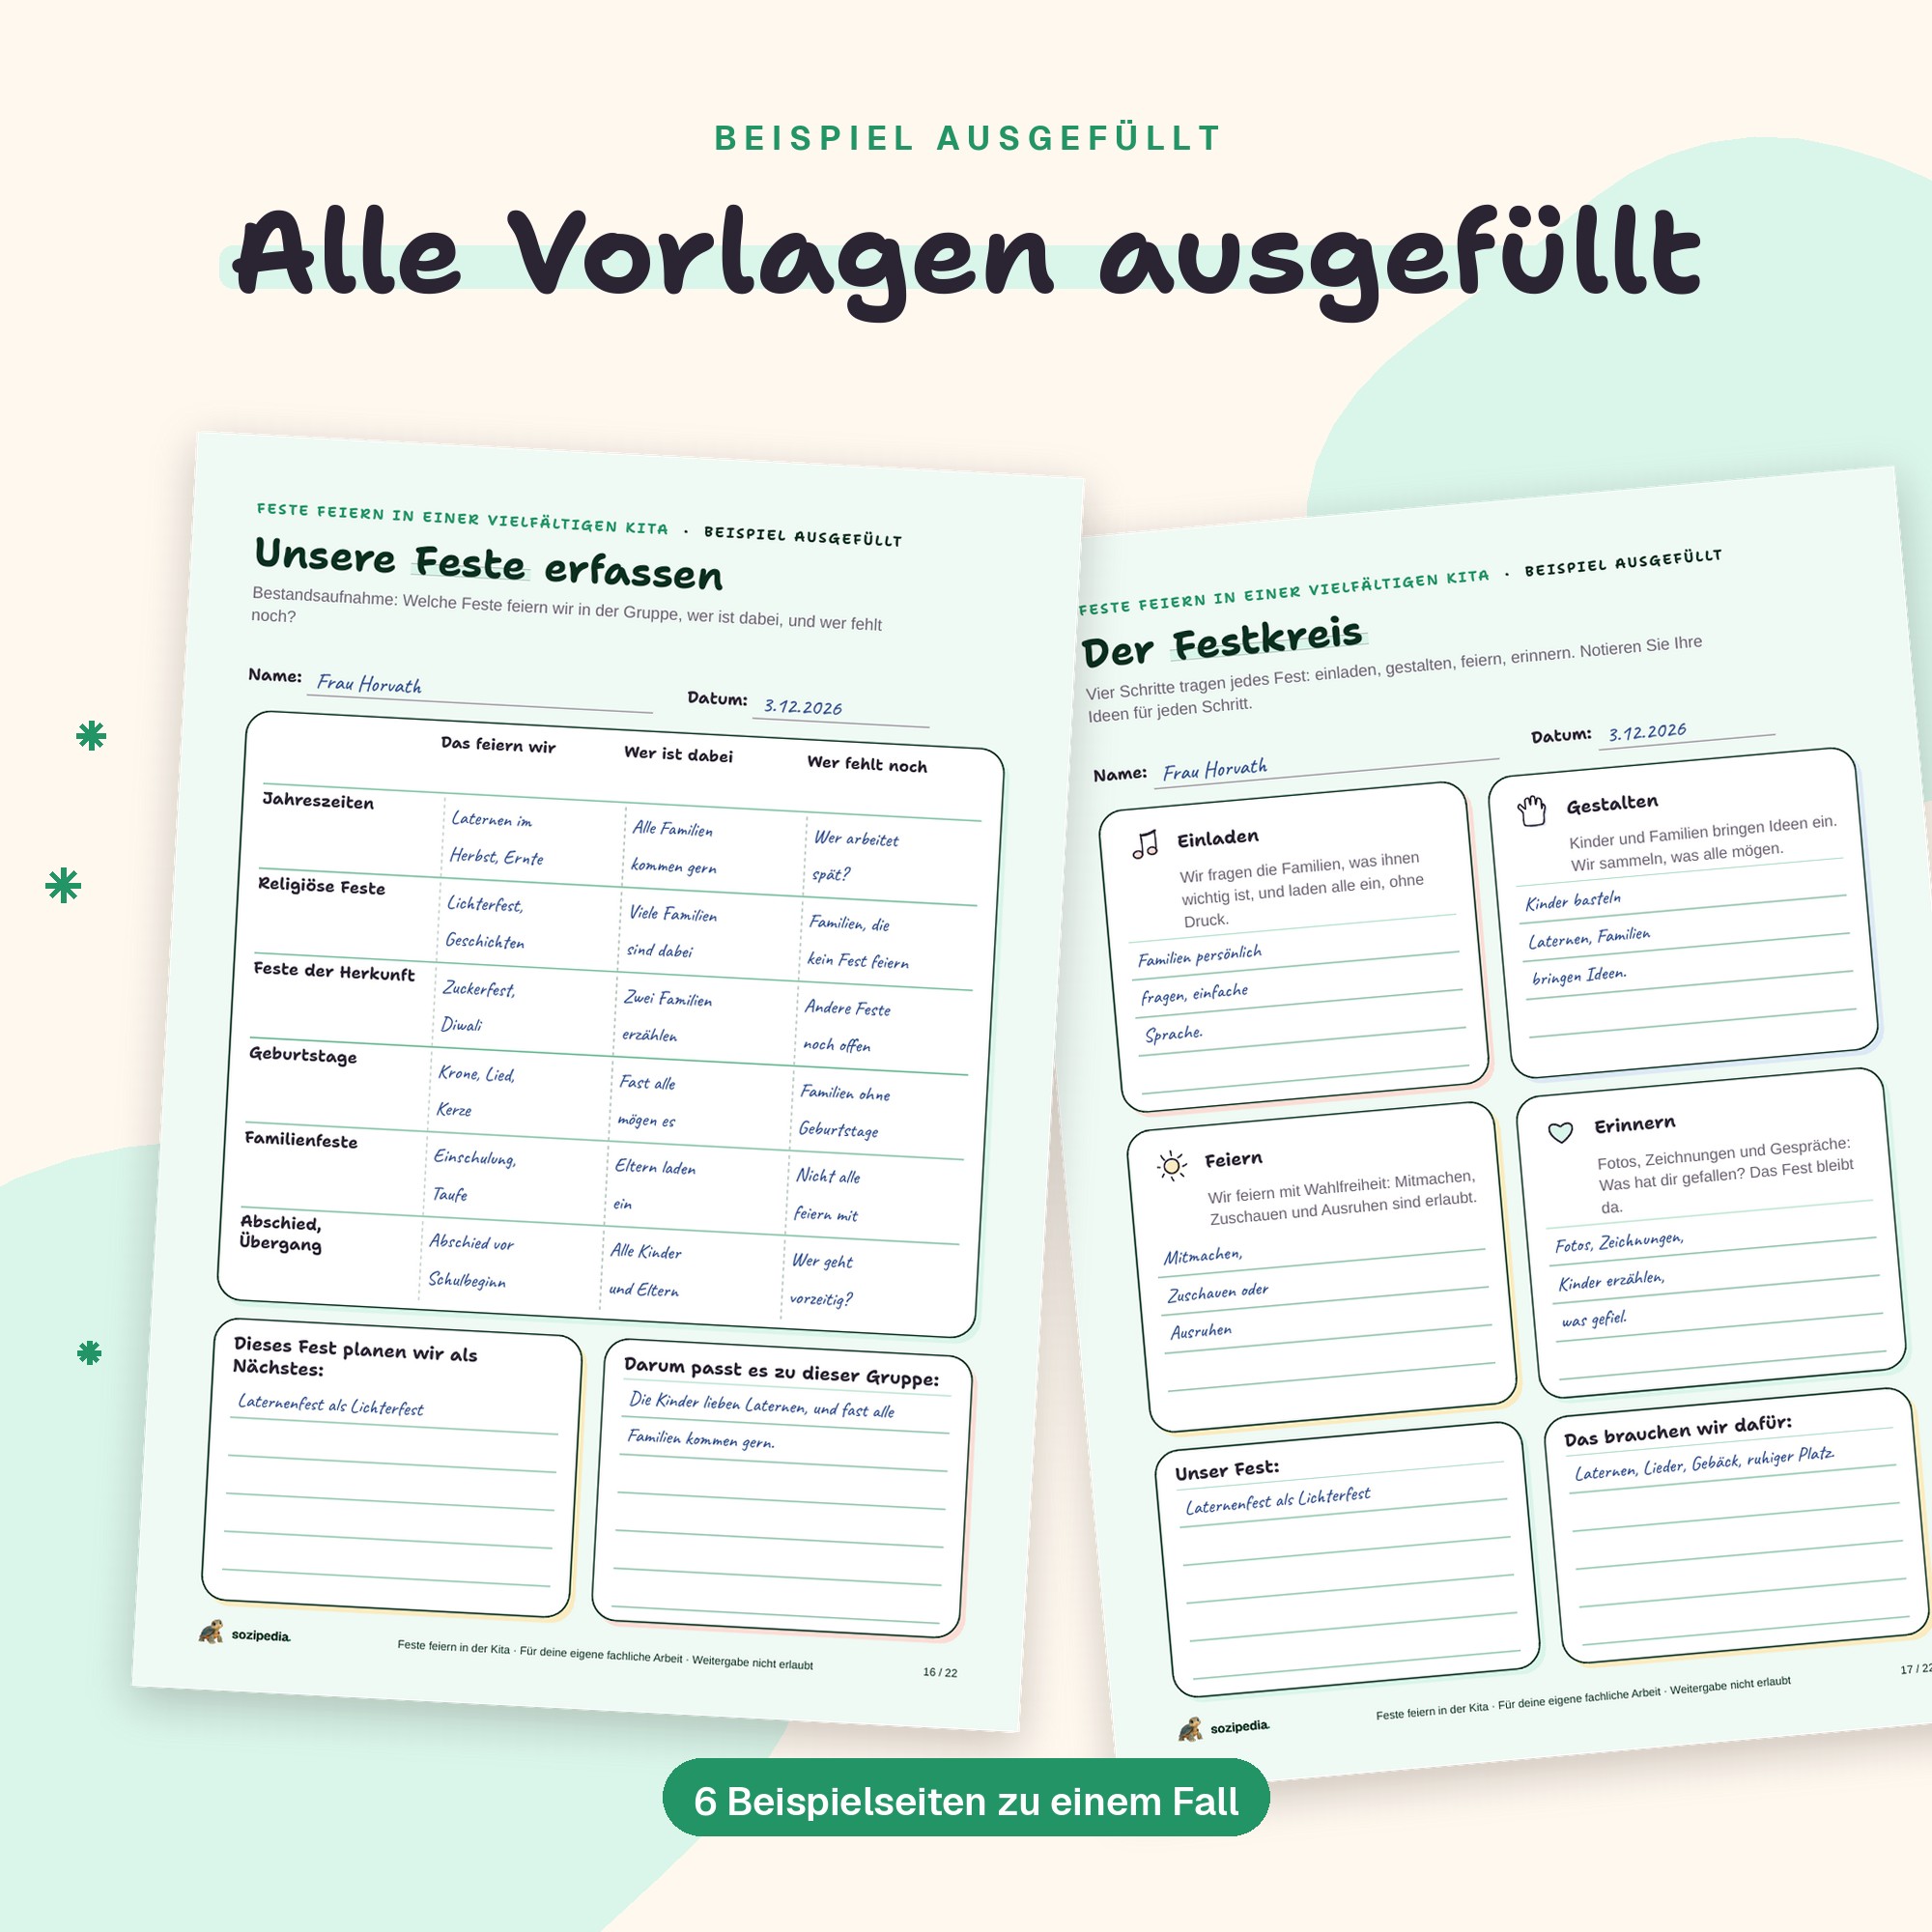 BEISPIEL AUSGEFÜLLT
Alle Vorlagen ausgefüllt
FESTE FEIERN IN EINER VIELFÄLTIGEN KITA · BEISPIEL AUSGEFÜLLT
Unsere Feste erfassen
Bestandsaufnahme: Welche Feste feiern wir in der Gruppe, wer ist dabei, und wer fehlt
noch?
Name: Frau Horvath Datum: 3.12.2026
Das feiern wir Wer ist dabei Wer fehlt noch
Jahreszeiten
Laternen im
Herbst, Ernte
Alle Familien
kommen gern
Wer arbeitet
spät?
Religiöse Feste
Lichterfest,
Geschichten
Viele Familien
sind dabei
Familien, die
kein Fest feiern
Feste der Herkunft
Zuckerfest,
Diwali
Zwei Familien
erzählen
Andere Feste
noch offen
Geburtstage
Krone, Lied,
Kerze
Fast alle
mögen es
Familien ohne
Geburtstage
Familienfeste
Einschulung,
Taufe
Eltern laden
ein
Nicht alle
feiern mit
Abschied,
Übergang
Abschied vor
Schulbeginn
Alle Kinder
und Eltern
Wer geht
vorzeitig?
Dieses Fest planen wir als
Nächstes:
Laternenfest als Lichterfest
Darum passt es zu dieser Gruppe:
Die Kinder lieben Laternen, und fast alle
Familien kommen gern.
sozipedia.
Feste feiern in der Kita · Für deine eigene fachliche Arbeit · Weitergabe nicht erlaubt
16 / 22
FESTE FEIERN IN EINER VIELFÄLTIGEN KITA · BEISPIEL AUSGEFÜLLT
Der Festkreis
Vier Schritte tragen jedes Fest: einladen, gestalten, feiern, erinnern. Notieren Sie Ihre
Ideen für jeden Schritt.
Name: Frau Horvath Datum: 3.12.2026
Einladen
Wir fragen die Familien, was ihnen
wichtig ist, und laden alle ein, ohne
Druck.
Familien persönlich
fragen, einfache
Sprache.
Gestalten
Kinder und Familien bringen Ideen ein.
Wir sammeln, was alle mögen.
Kinder basteln
Laternen, Familien
bringen Ideen.
Feiern
Wir feiern mit Wahlfreiheit: Mitmachen,
Zuschauen und Ausruhen sind erlaubt.
Mitmachen,
Zuschauen oder
Ausruhen
Erinnern
Fotos, Zeichnungen und Gespräche:
Was hat dir gefallen? Das Fest bleibt
da.
Fotos, Zeichnungen,
Kinder erzählen,
was gefiel.
Unser Fest:
Laternenfest als Lichterfest
Das brauchen wir dafür:
Laternen, Lieder, Gebäck, ruhiger Platz
sozipedia.
Feste feiern in der Kita · Für deine eigene fachliche Arbeit · Weitergabe nicht erlaubt
17 / 22
6 Beispielseiten zu einem Fall